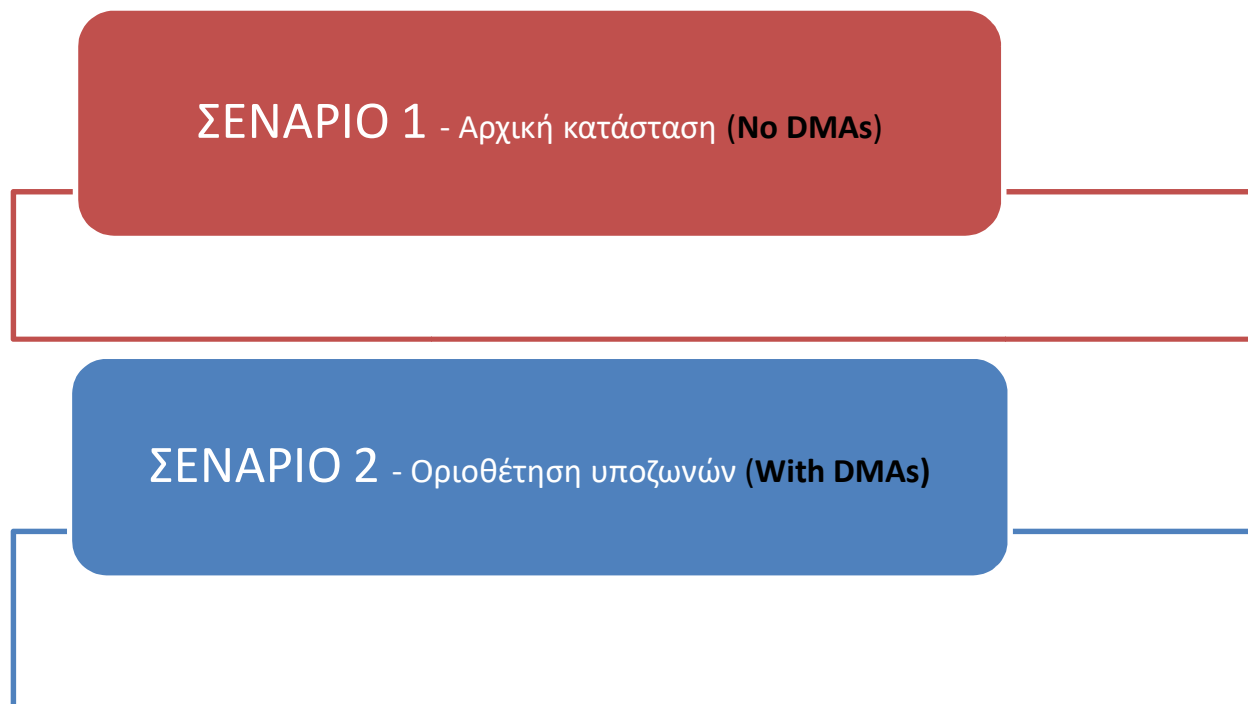 ΣΕΝΑΡΙΟ 1 - Αρχική κατάσταση (No DMAs)
ΣΕΝΑΡΙΟ 2 - Οριοθέτηση υποζωνών (With DMAs)